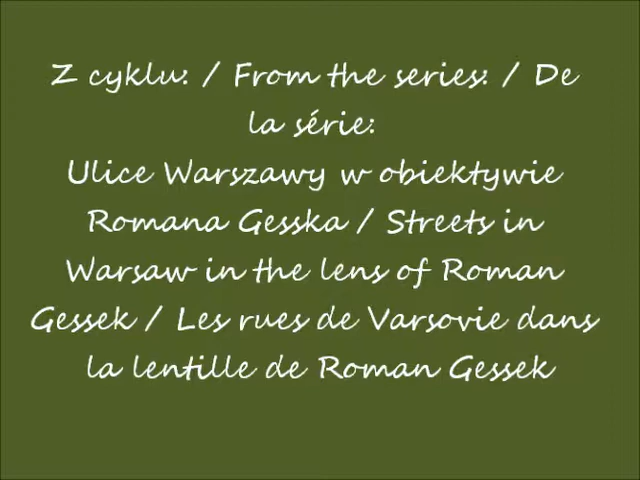 Z cyklu: / From the series: / De
la série:
Ulice Warszawy w obiektywie
Romana Gesska / Streets in
Warsaw in the lens of Roman
Gessek / Les rues de Varsovie dans
la lentille de Roman Gessek